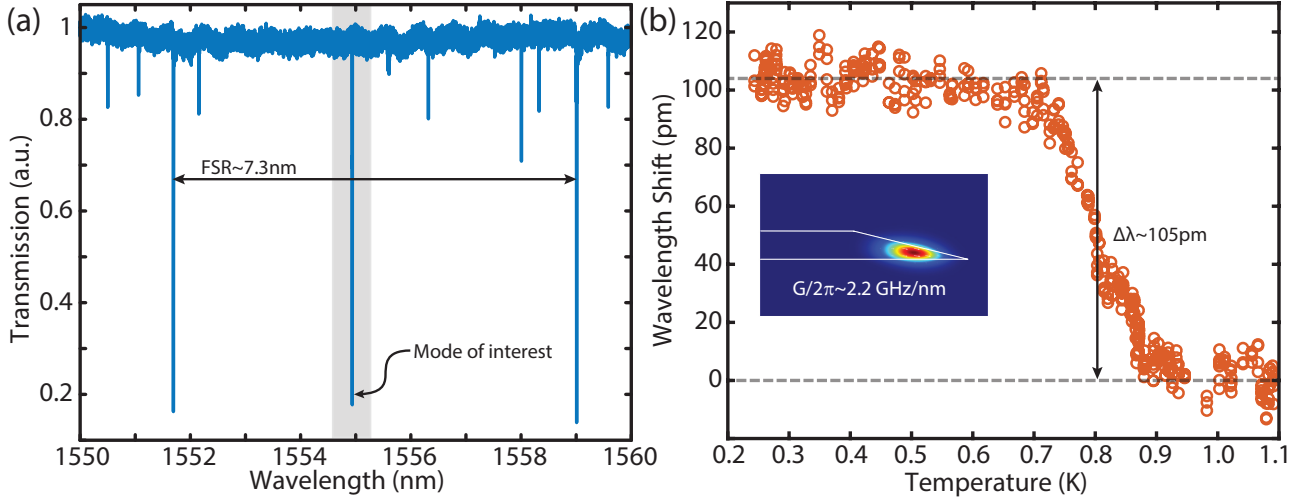 (a)
1
0.8
0.6
0.4
0.2
Transmission (a.u.)
FSR~7.3nm
Mode of interest
1550
1552
1554
1556
1558
1560
Wavelength (nm)
(b)
120
100
80
60
40
20
0
Wavelength Shift (pm)
Δλ~105pm
G/2π~2.2 GHz/nm
0.2
0.3
0.4
0.5
0.6
0.7
0.8
0.9
1.0
1.1
Temperature (K)